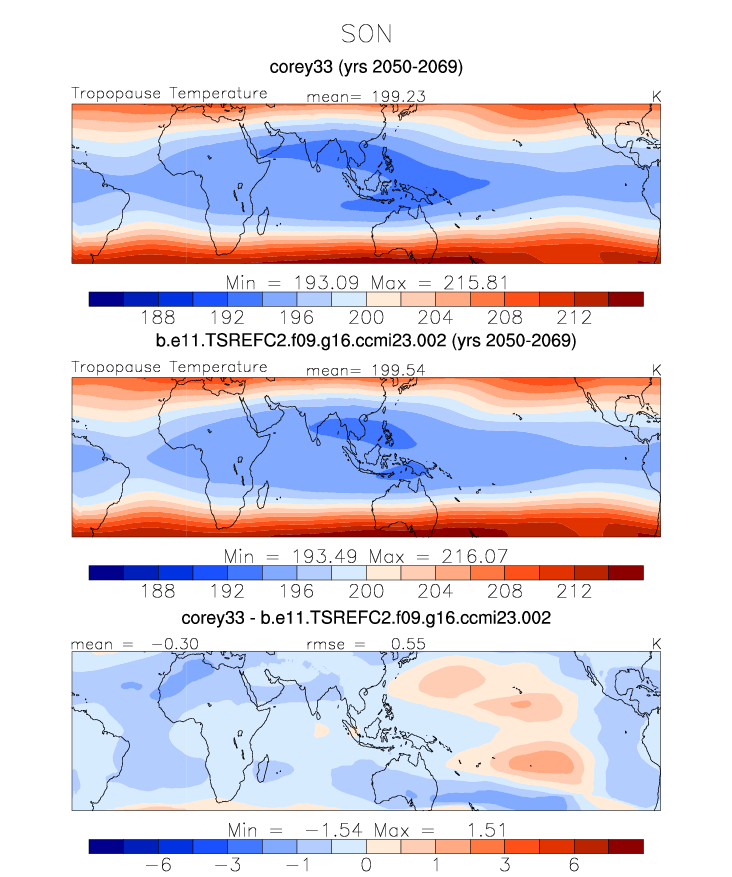 SON
corey33 (yrs 2050-2069)
Tropopause Temperature mean= 199.23 K
Min = 193.09 Max = 215.81
188 192 196 200 204 208 212
b.e11.TSREFC2.f09.g16.ccmi23.002 (yrs 2050-2069)
Tropopause Temperature mean= 199.54 K
Min = 193.49 Max = 216.07
188 192 196 200 204 208 212
corey33 - b.e11.TSREFC2.f09.g16.ccmi23.002
mean = -0.30 rmse = 0.55 K
Min = -1.54 Max = 1.51
-6 -3 -1 0 1 3 6